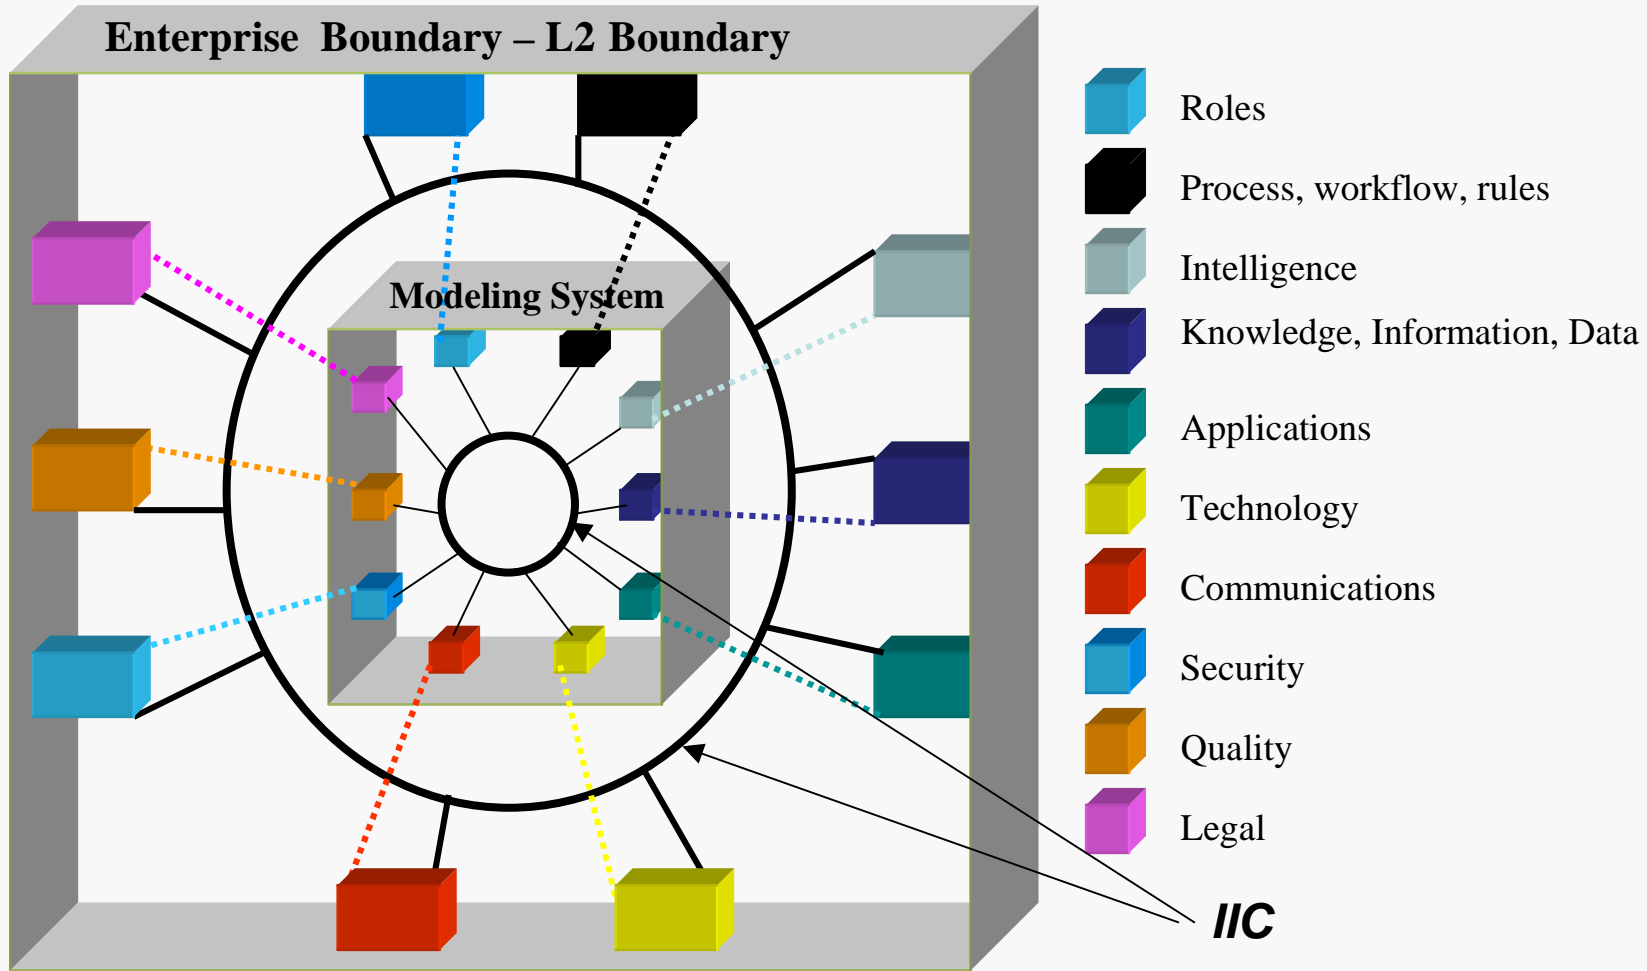 Enterprise Boundary – L2 Boundary
Modeling System
Roles
Process, workflow, rules
Intelligence
Knowledge, Information, Data
Applications
Technology
Communications
Security
Quality
Legal
IIC